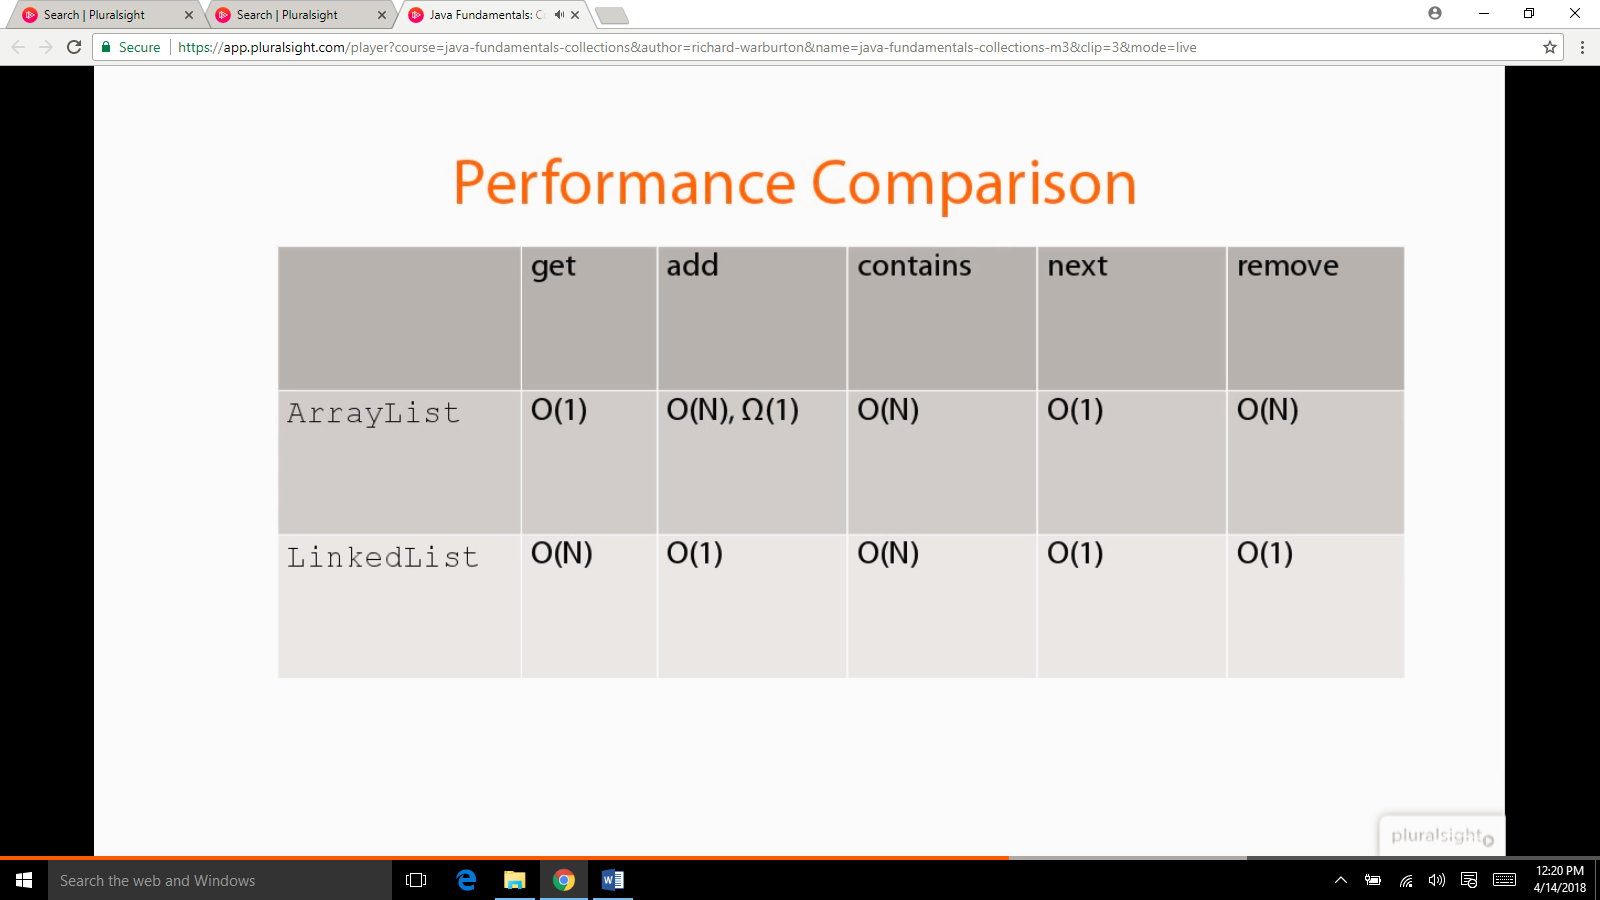 Search | Pluralsight
Search | Pluralsight
Java Fundamentals: C
Secure
https://app.pluralsight.com/player?course=java-fundamentals-collections&author=richard-warburton&name=java-fundamentals-collections-m3&clip=3&mode=live
Performance Comparison
get add contains next remove
ArrayList O(1) O(N), Ω(1) O(N) O(1) O(N)
LinkedList O(N) O(1) O(N) O(1) O(1)
pluralsight
Search the web and Windows
12:20 PM
4/14/2018